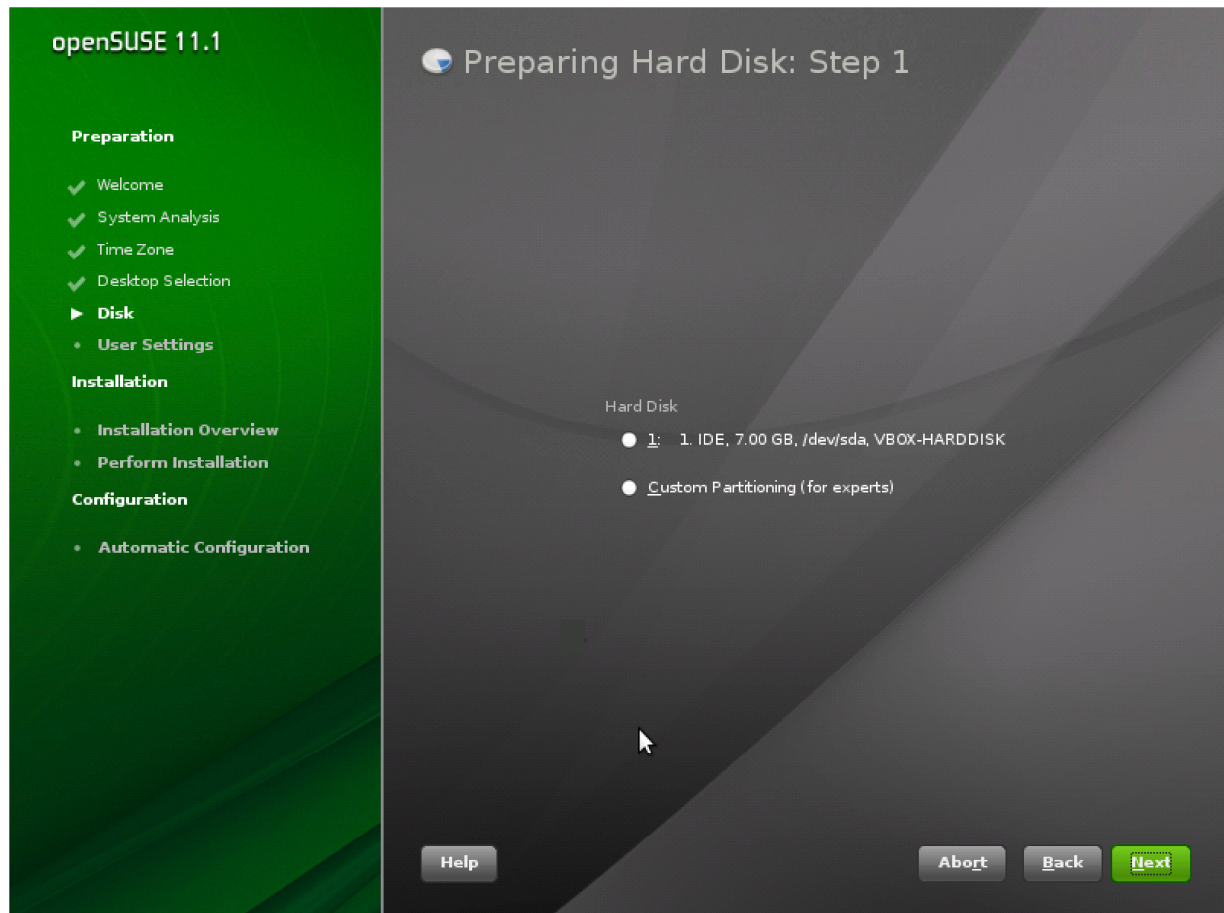 openSUSE 11.1
Preparing Hard Disk: Step 1
Preparation
Welcome
System Analysis
Time Zone
Desktop Selection
Disk
User Settings
Installation
Installation Overview
Perform Installation
Configuration
Automatic Configuration
Hard Disk
1: 1. IDE, 7.00 GB, /dev/sda, VBOX-HARDDISK
Custom Partitioning (for experts)
Help
Abort
Back
Next